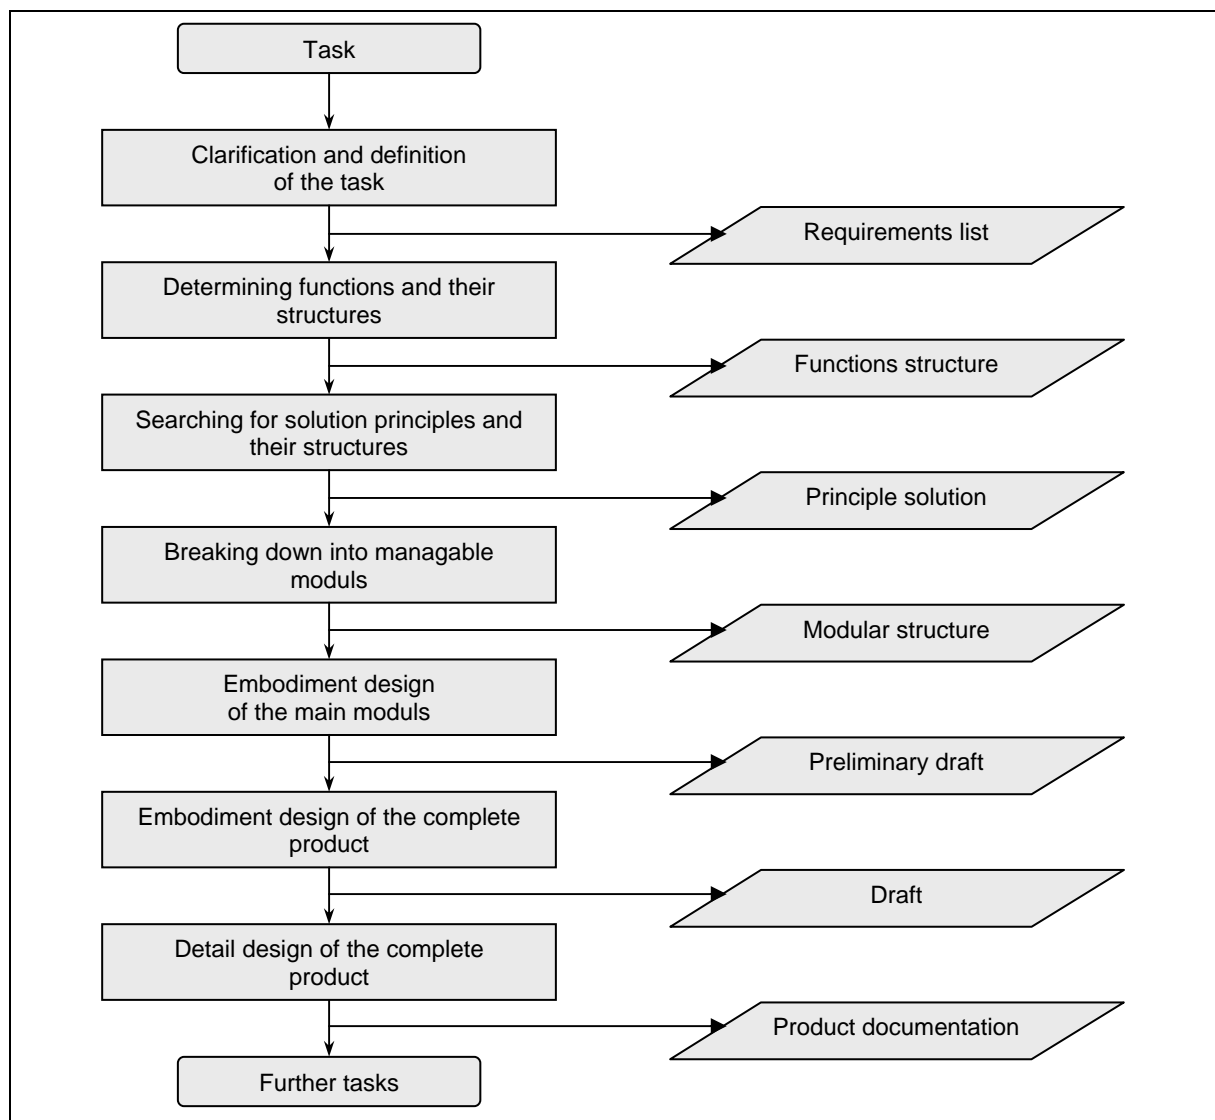 Task
Clarification and definition
of the task
Requirements list
Determining functions and their
structures
Functions structure
Searching for solution principles and
their structures
Principle solution
Breaking down into managable
moduls
Modular structure
Embodiment design
of the main moduls
Preliminary draft
Embodiment design of the complete
product
Draft
Detail design of the complete
product
Product documentation
Further tasks